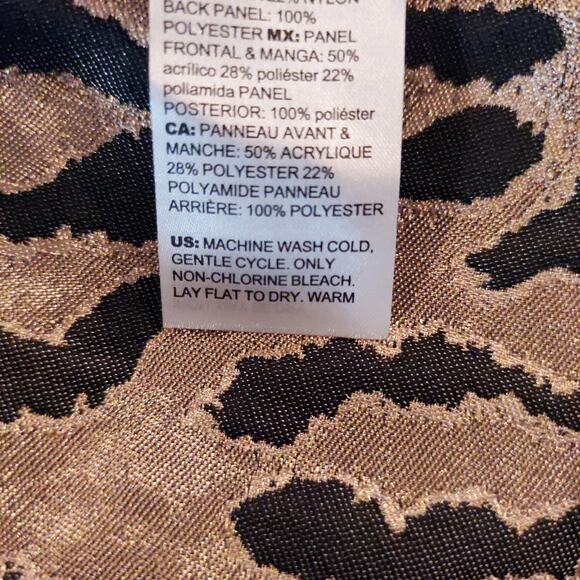 22% NYLON
BACK PANEL: 100%
POLYESTER MX: PANEL
FRONTAL & MANGA: 50%
acrílico 28% poliéster 22%
poliamida PANEL
POSTERIOR: 100% poliéster
CA: PANNEAU AVANT &
MANCHE: 50% ACRYLIQUE
28% POLYESTER 22%
POLYAMIDE PANNEAU
ARRIÈRE: 100% POLYESTER
US: MACHINE WASH COLD,
GENTLE CYCLE. ONLY
NON-CHLORINE BLEACH.
LAY FLAT TO DRY. WARM